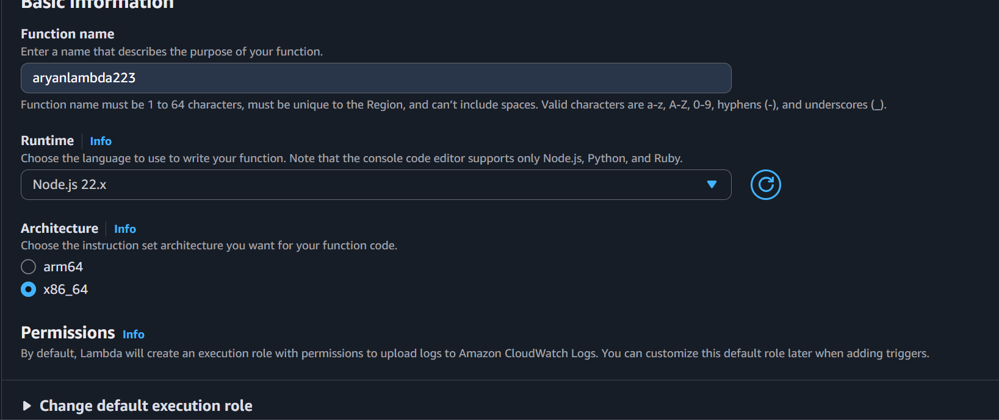 Basic information
Function name
Enter a name that describes the purpose of your function.
aryanlambda223
Function name must be 1 to 64 characters, must be unique to the Region, and can’t include spaces. Valid characters are a-z, A-Z, 0-9, hyphens (-), and underscores (_).
Runtime Info
Choose the language to use to write your function. Note that the console code editor supports only Node.js, Python, and Ruby.
Node.js 22.x
Architecture Info
Choose the instruction set architecture you want for your function code.
arm64
x86_64
Permissions Info
By default, Lambda will create an execution role with permissions to upload logs to Amazon CloudWatch Logs. You can customize this default role later when adding triggers.
Change default execution role